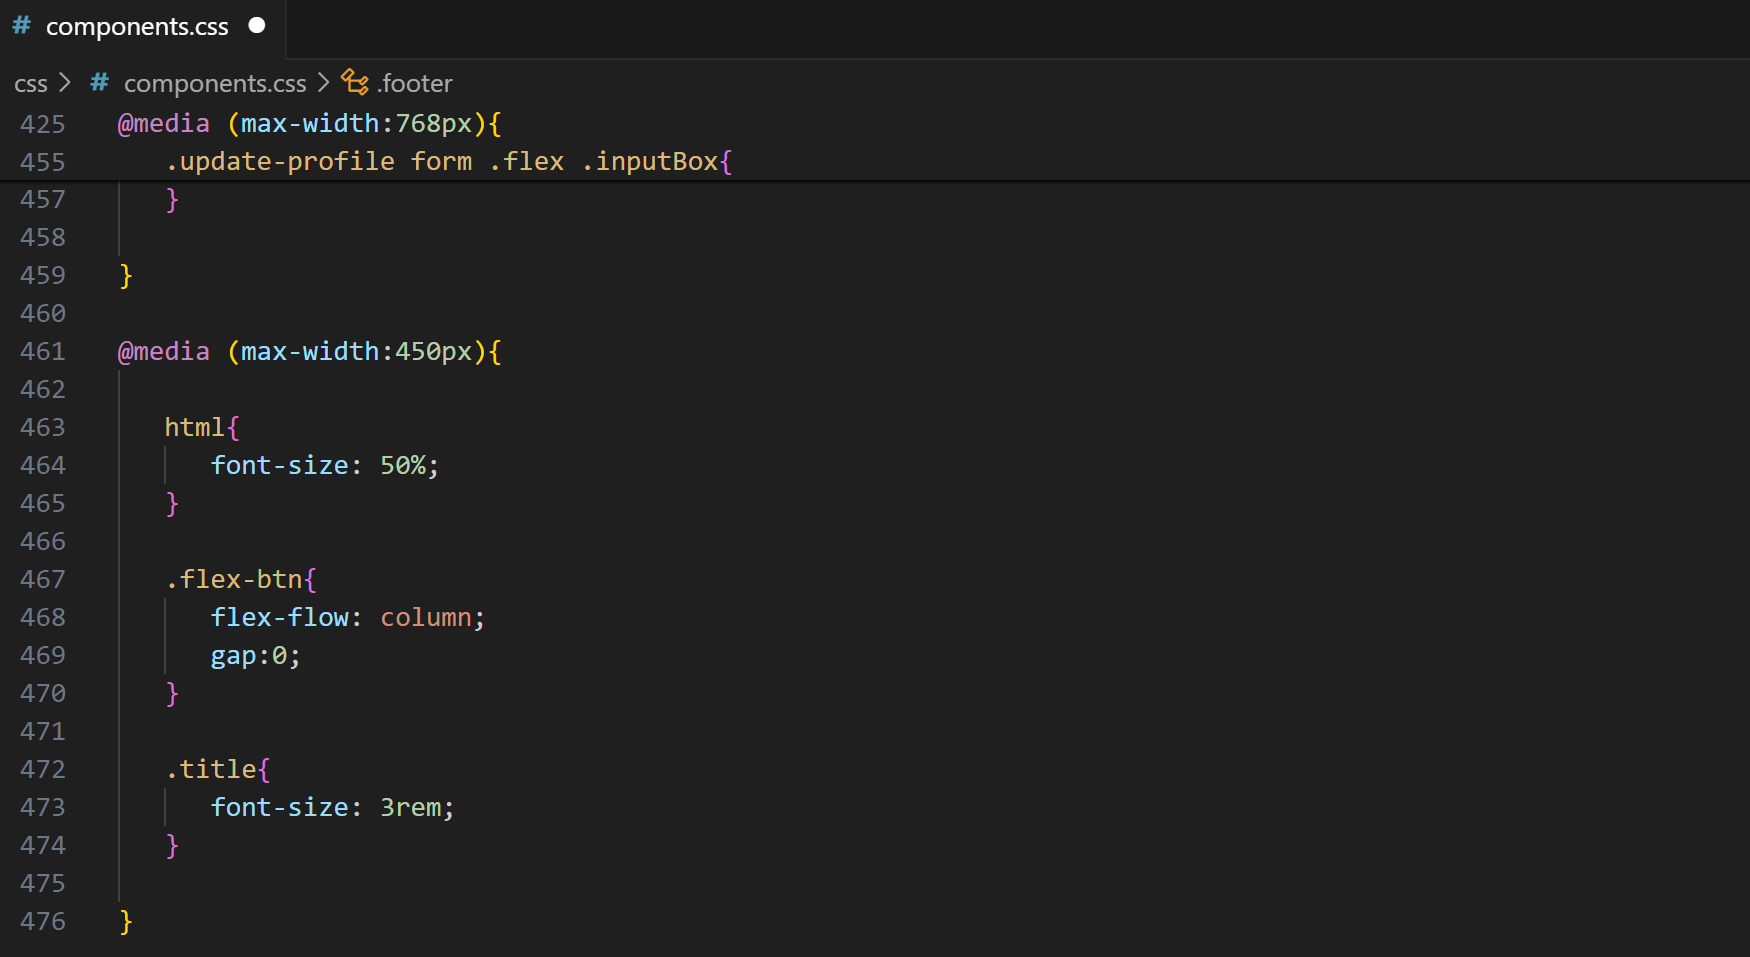 # components.css
css > # components.css > .footer
425 @media (max-width:768px){
455    .update-profile form .flex .inputBox{
457    }
458
459 }
460
461 @media (max-width:450px){
462
463    html{
464       font-size: 50%;
465    }
466
467    .flex-btn{
468       flex-flow: column;
469       gap:0;
470    }
471
472    .title{
473       font-size: 3rem;
474    }
475
476 }